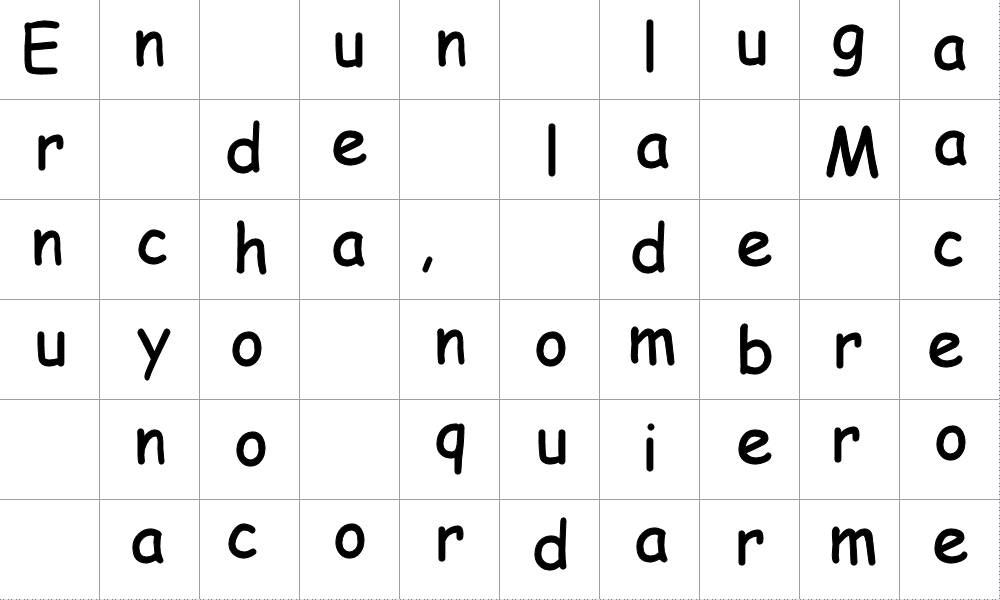 En un luga
r de la Ma
ncha, de c
uyo nombre
 no quiero
 acordarme